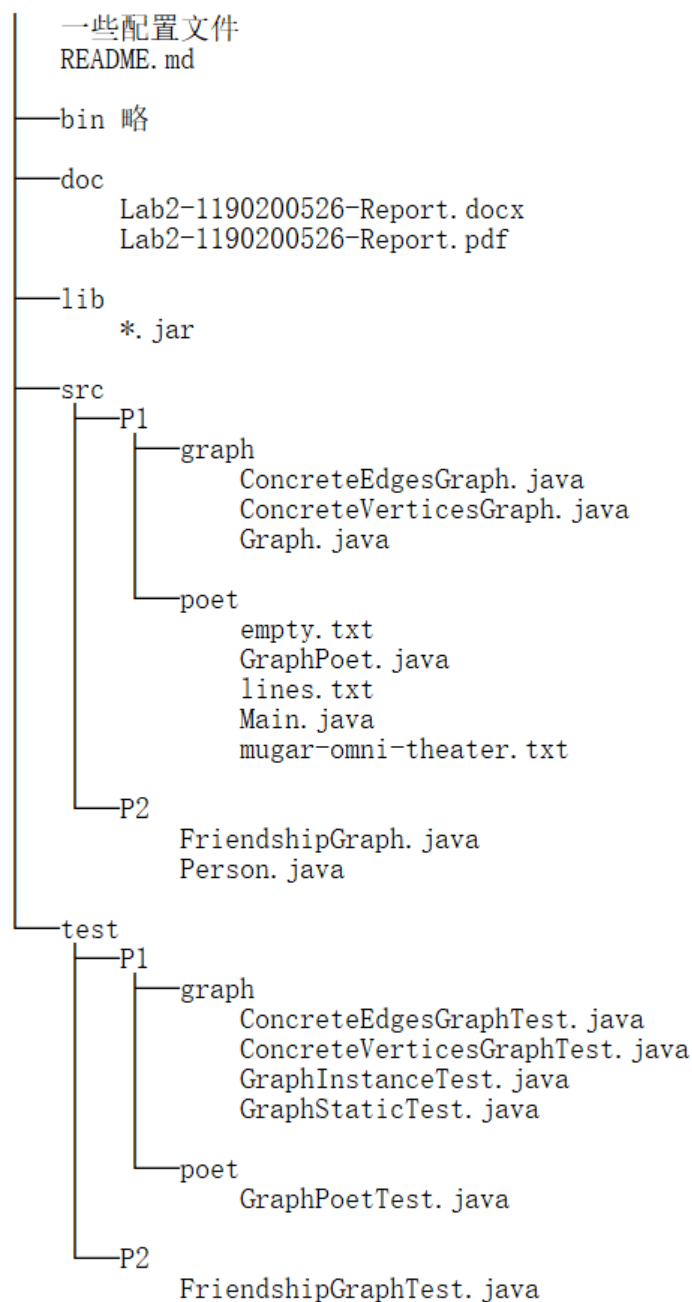 一些配置文件
README.md
bin 略
doc
Lab2-1190200526-Report.docx
Lab2-1190200526-Report.pdf
lib
*.jar
src
P1
graph
ConcreteEdgesGraph.java
ConcreteVerticesGraph.java
Graph.java
poet
empty.txt
GraphPoet.java
lines.txt
Main.java
mugar-omni-theater.txt
P2
FriendshipGraph.java
Person.java
test
P1
graph
ConcreteEdgesGraphTest.java
ConcreteVerticesGraphTest.java
GraphInstanceTest.java
GraphStaticTest.java
poet
GraphPoetTest.java
P2
FriendshipGraphTest.java